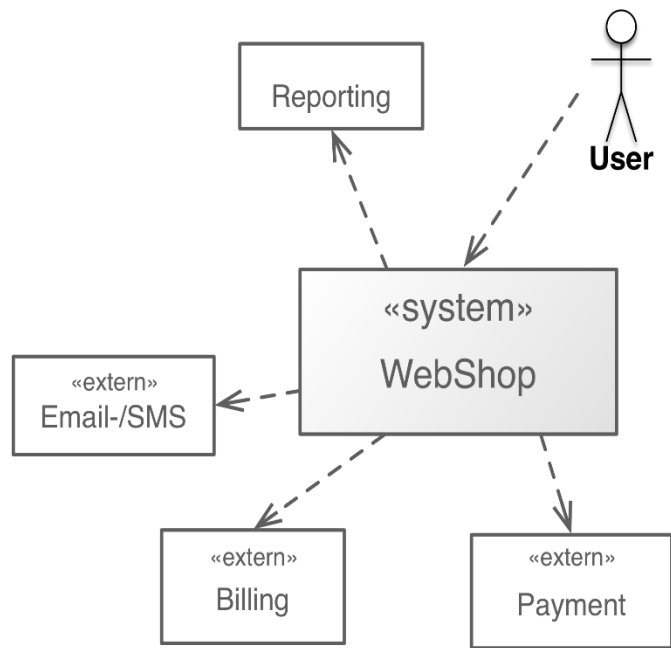 Reporting
User
«system»
WebShop
«extern»
Email-/SMS
«extern»
Billing
«extern»
Payment